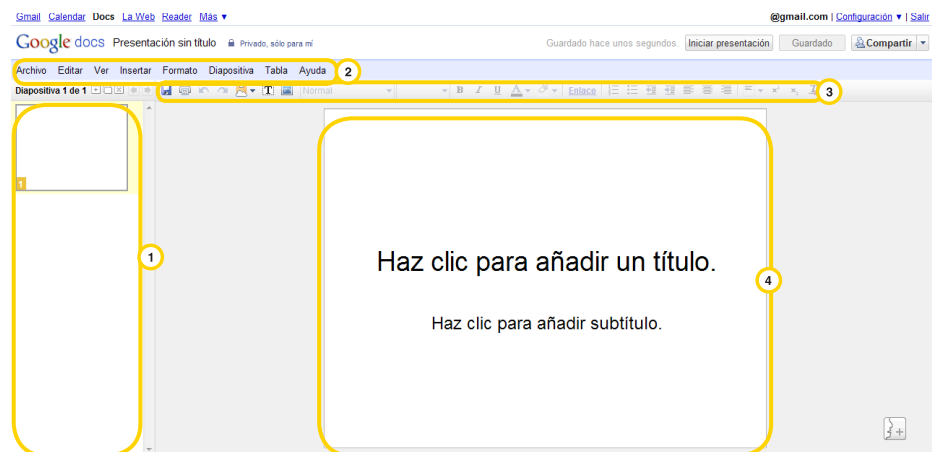 Gmail Calendar Docs La Web Reader Más ▼ @gmail.com | Configuración ▼ | Salir
Google docs Presentación sin título Privado, sólo para mí Guardado hace unos segundos. Iniciar presentación Guardado Compartir
Archivo Editar Ver Insertar Formato Diapositiva Tabla Ayuda 2
Diapositiva 1 de 1 T Normal B I U A Enlace x² x₂ 3
1
1
Haz clic para añadir un título.
4
Haz clic para añadir subtítulo.